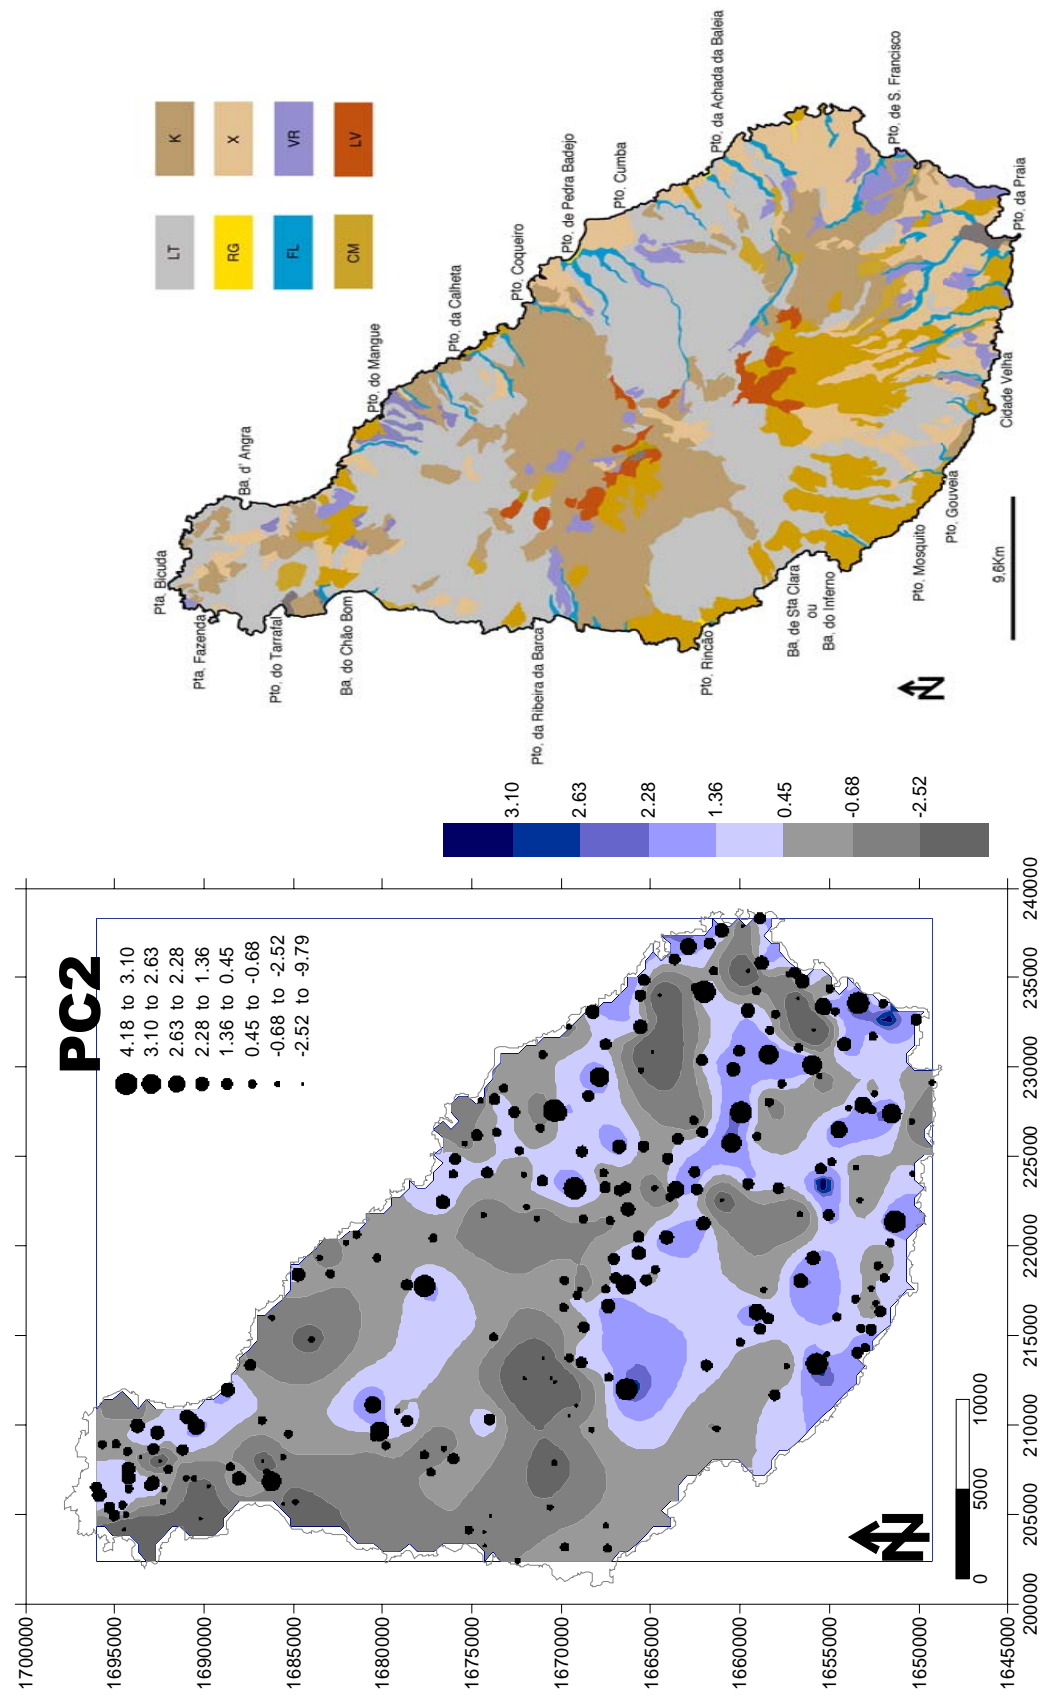 K
X
VR
LV
LT
RG
FL
CM
Pta. Bicuda
Ba. d' Angra
Pto. do Mangue
Pto. da Calheta
Pto. Coqueiro
Pto. de Pedra Badejo
Pto. Cumba
Pto. da Achada da Baleia
Pto. de S. Francisco
Pto. da Praia
Cidade Velha
Pto. Gouveia
Pto. Mosquito
Ba. de Sta Clara
ou
Ba. do Inferno
Pto. Rincão
Pto. da Ribeira da Barca
Ba. do Chão Bom
Pto. do Tarrafal
Pta. Fazenda
9,6Km
N
PC2
4.18 to 3.10
3.10 to 2.63
2.63 to 2.28
2.28 to 1.36
1.36 to 0.45
0.45 to -0.68
-0.68 to -2.52
-2.52 to -9.79
3.10
2.63
2.28
1.36
0.45
-0.68
-2.52
1700000
1695000
1690000
1685000
1680000
1675000
1670000
1665000
1660000
1655000
1650000
1645000
200000
205000
210000
215000
220000
225000
230000
235000
240000
0
5000
10000
N